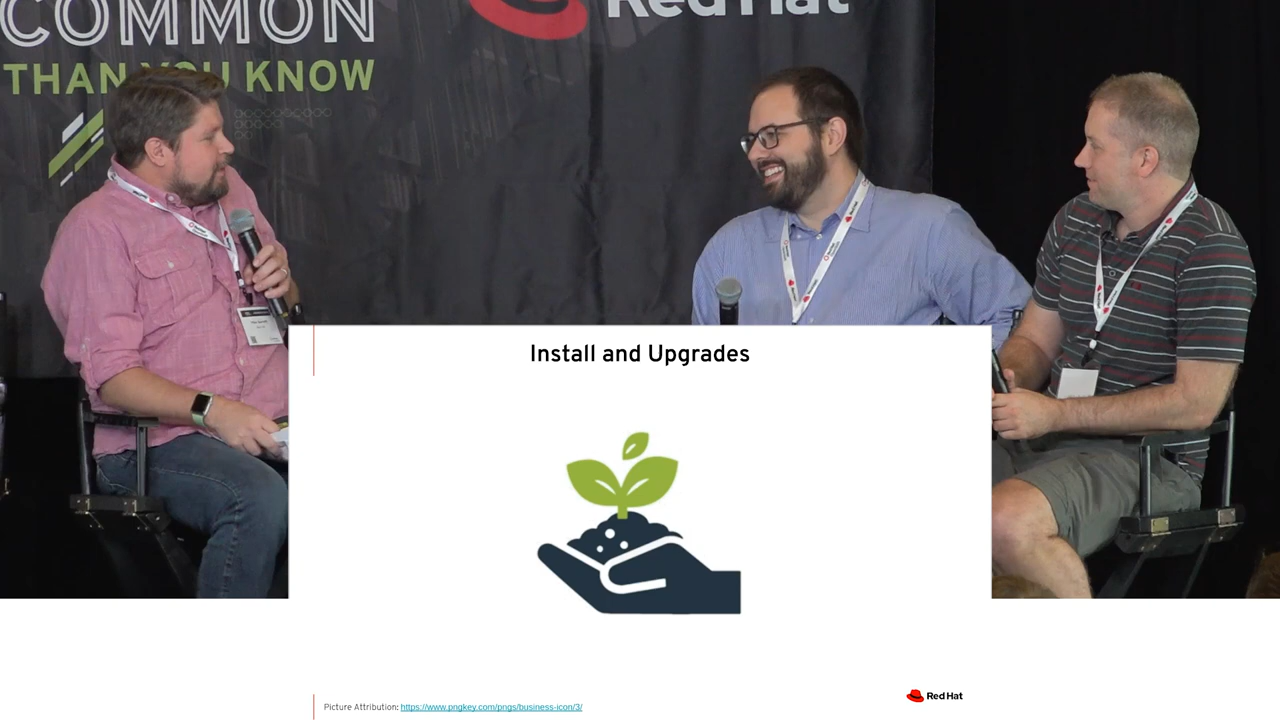 COMMON
THAN YOU KNOW
Red Hat
Install and Upgrades
Picture Attribution: https://www.pngkey.com/pngs/business-icon/3/
Red Hat